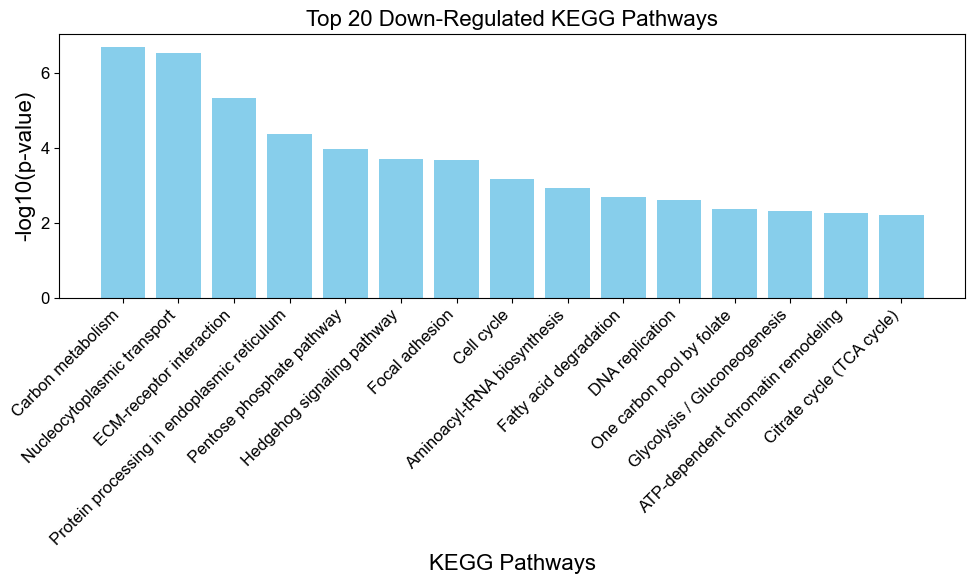 Top 20 Down-Regulated KEGG Pathways
-log10(p-value)
6
4
2
0
Carbon metabolism
Nucleocytoplasmic transport
ECM-receptor interaction
Protein processing in endoplasmic reticulum
Pentose phosphate pathway
Hedgehog signaling pathway
Focal adhesion
Cell cycle
Aminoacyl-tRNA biosynthesis
Fatty acid degradation
DNA replication
One carbon pool by folate
Glycolysis / Gluconeogenesis
ATP-dependent chromatin remodeling
Citrate cycle (TCA cycle)
KEGG Pathways